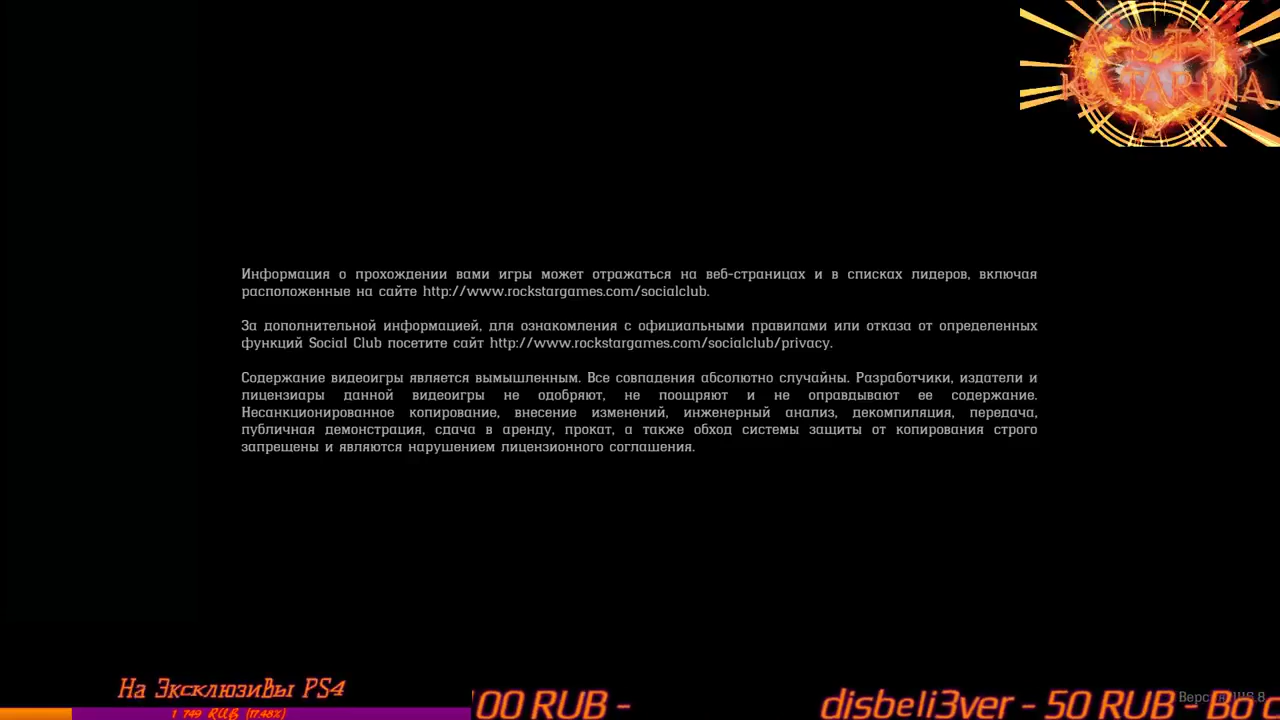 ASTI
KATARINA
Информация о прохождении вами игры может отражаться на веб-страницах и в списках лидеров, включая
расположенные на сайте http://www.rockstargames.com/socialclub.
За дополнительной информацией, для ознакомления с официальными правилами или отказа от определенных
функций Social Club посетите сайт http://www.rockstargames.com/socialclub/privacy.
Содержание видеоигры является вымышленным. Все совпадения абсолютно случайны. Разработчики, издатели и
лицензиары данной видеоигры не одобряют, не поощряют и не оправдывают ее содержание.
Несанкционированное копирование, внесение изменений, инженерный анализ, декомпиляция, передача,
публичная демонстрация, сдача в аренду, прокат, а также обход системы защиты от копирования строго
запрещены и являются нарушением лицензионного соглашения.
На Эксклюзивы PS4
1 749 RUB (17.48%)
00 RUB - disbeli3ver - 50 RUB - Во с